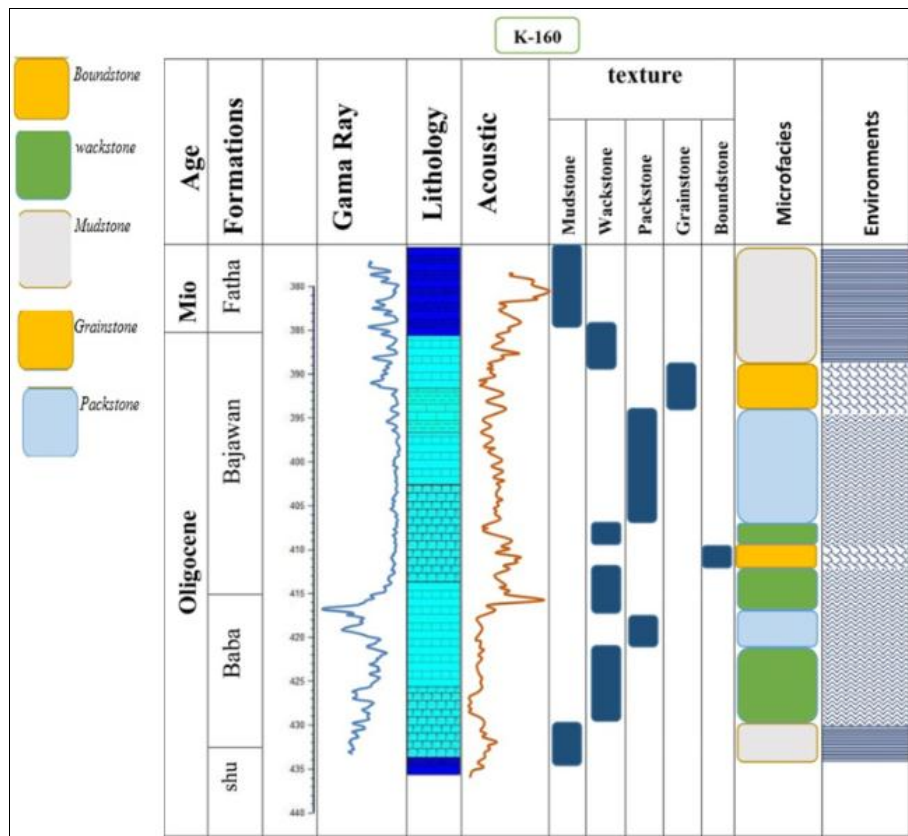 K-160
Boundstone
wackstone
Mudstone
Grainstone
Packstone
Age
Formations
Gama Ray
Lithology
Acoustic
texture
Mudstone
Wackstone
Packstone
Grainstone
Boundstone
Microfacies
Environments
Mio
Oligocene
Fatha
Bajawan
Baba
shu
380
385
390
395
400
405
410
415
420
425
430
435
440